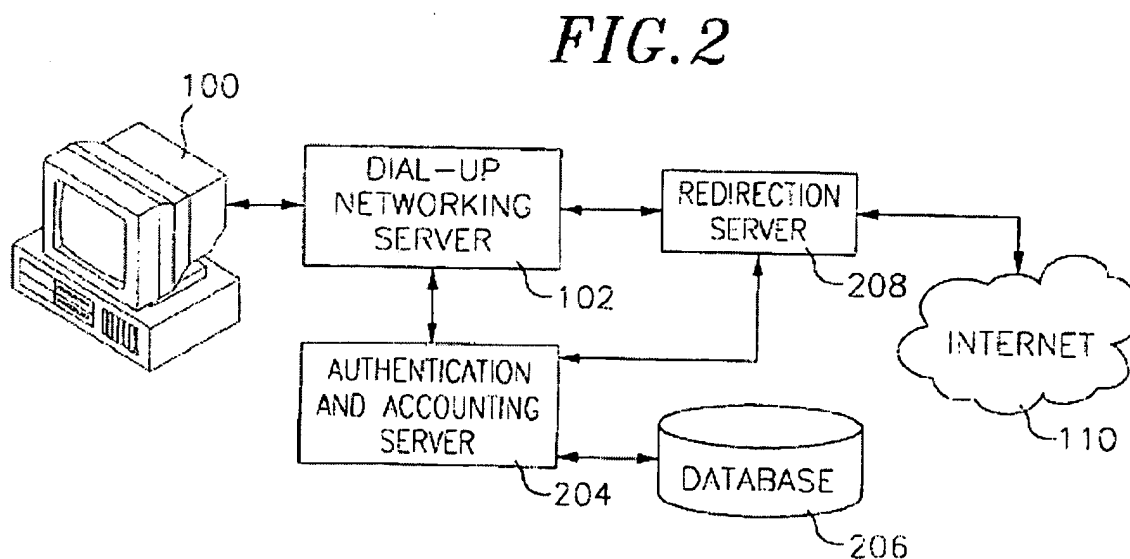 FIG.2
100
DIAL-UP
NETWORKING
SERVER
102
REDIRECTION
SERVER
208
INTERNET
110
AUTHENTICATION
AND ACCOUNTING
SERVER
204
DATABASE
206